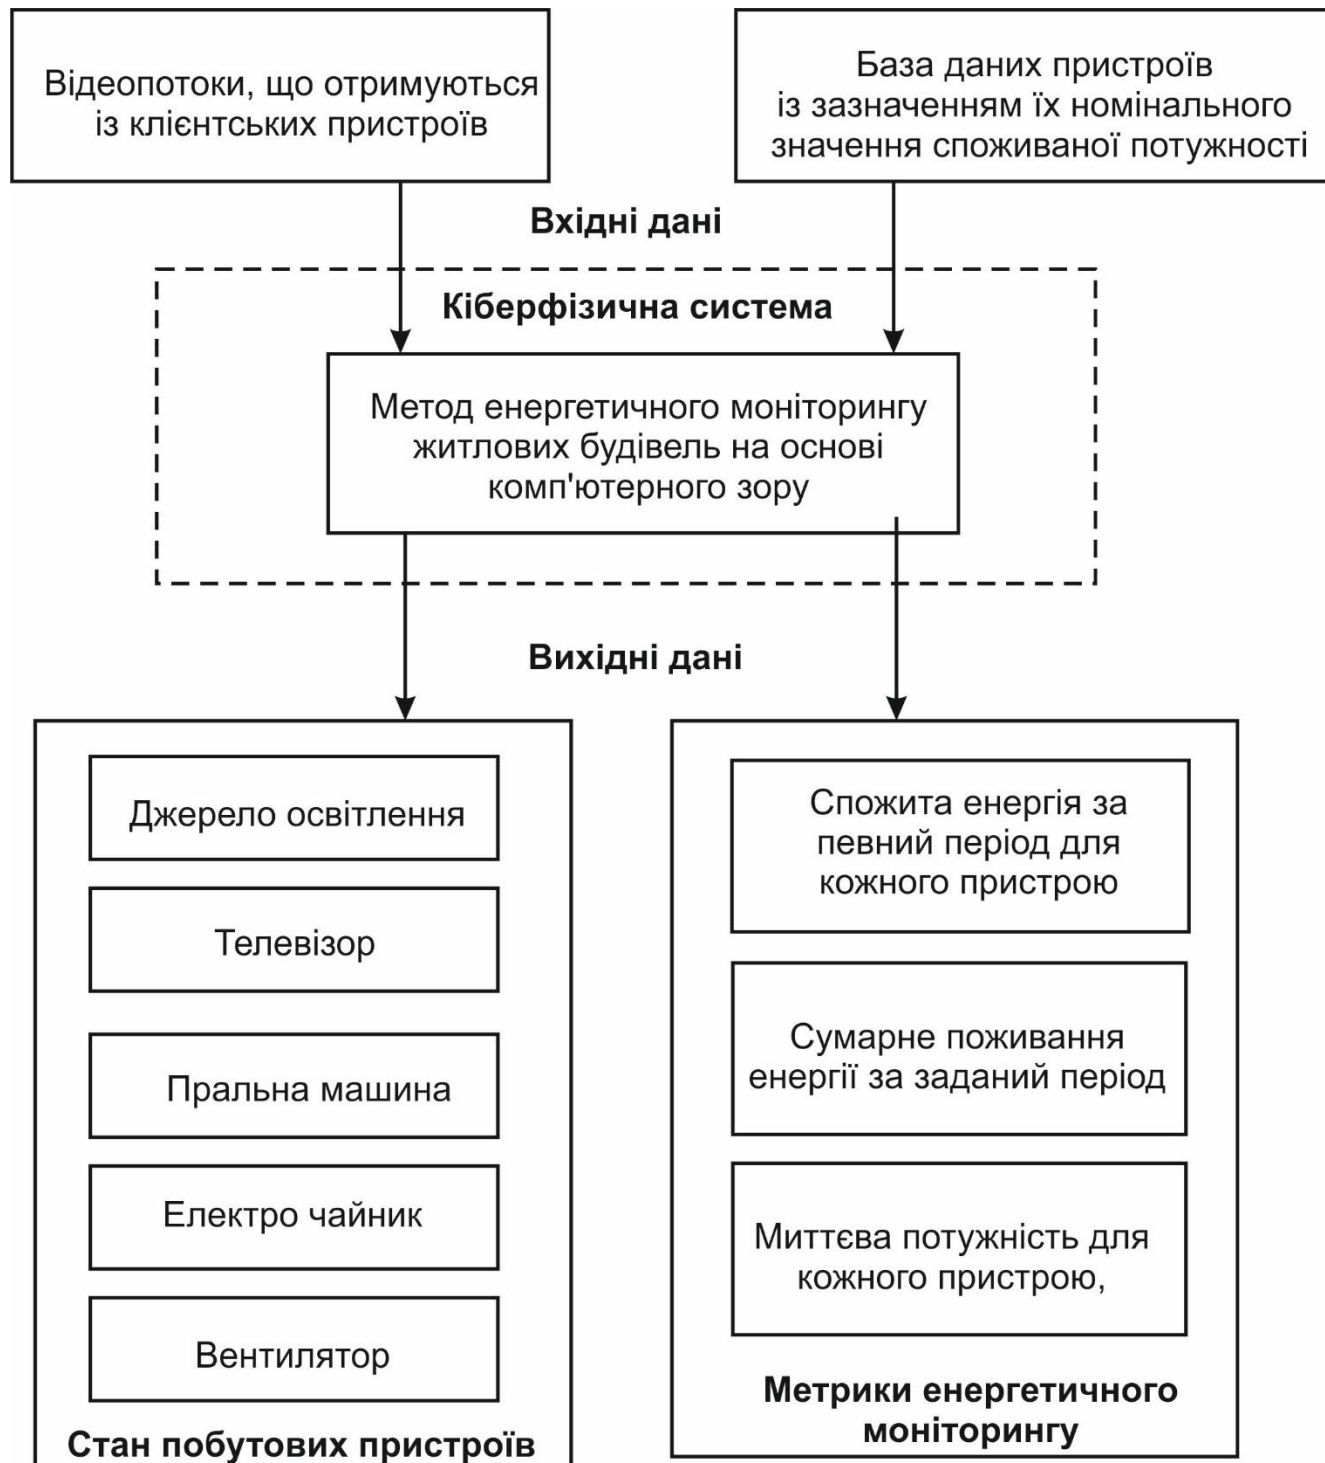 Відеопотоки, що отримуються
із клієнтських пристроїв
База даних пристроїв
із зазначенням їх номінального
значення споживаної потужності
Вхідні дані
Кіберфізична система
Метод енергетичного моніторингу
житлових будівель на основі
комп'ютерного зору
Вихідні дані
Джерело освітлення
Телевізор
Пральна машина
Електро чайник
Вентилятор
Стан побутових пристроїв
Спожита енергія за
певний період для
кожного пристрою
Сумарне поживання
енергії за заданий період
Миттєва потужність для
кожного пристрою,
Метрики енергетичного
моніторингу